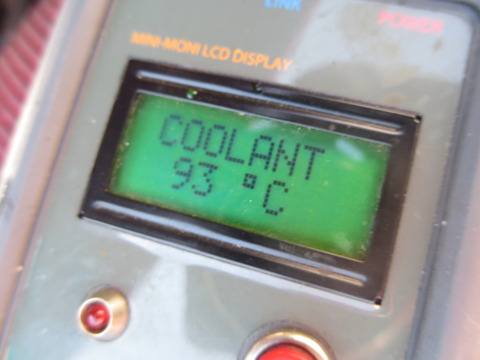 LINK
POWER
MINI-MONI LCD DISPLAY
COOLANT
93 °C